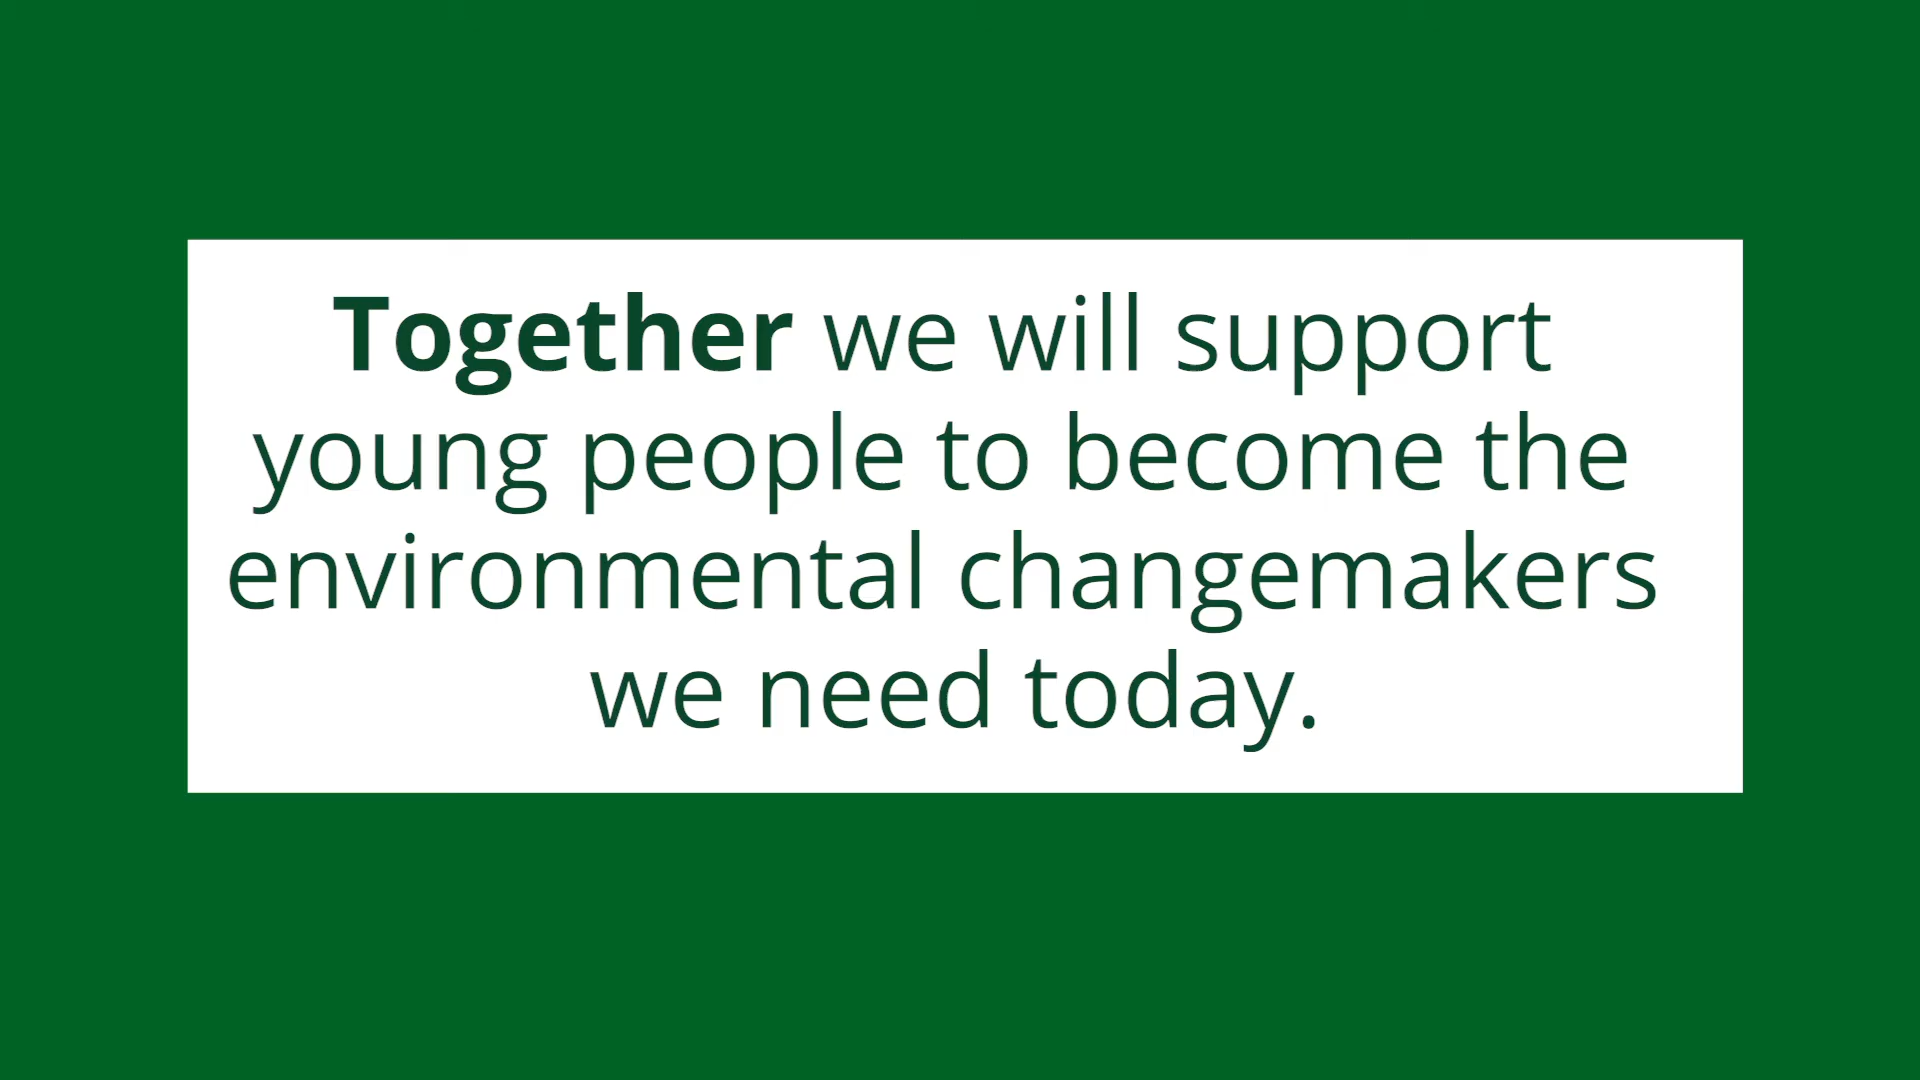 Together we will support
young people to become the
environmental changemakers
we need today.